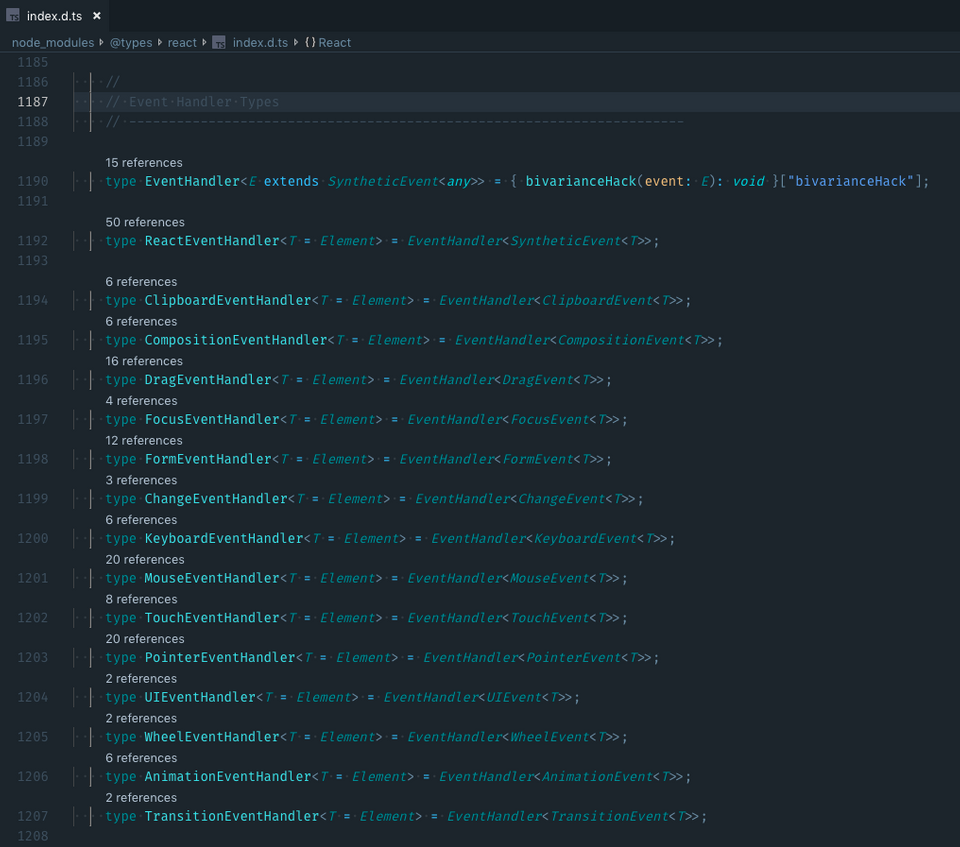 TS index.d.ts ×
node_modules @types react TS index.d.ts {} React
1185
1186 //
1187 // Event Handler Types
1188 // ----------------------------------------------------------------------
1189
15 references
1190 type EventHandler<E extends SyntheticEvent<any>> = { bivarianceHack(event: E): void }["bivarianceHack"];
1191
50 references
1192 type ReactEventHandler<T = Element> = EventHandler<SyntheticEvent<T>>;
1193
6 references
1194 type ClipboardEventHandler<T = Element> = EventHandler<ClipboardEvent<T>>;
6 references
1195 type CompositionEventHandler<T = Element> = EventHandler<CompositionEvent<T>>;
16 references
1196 type DragEventHandler<T = Element> = EventHandler<DragEvent<T>>;
4 references
1197 type FocusEventHandler<T = Element> = EventHandler<FocusEvent<T>>;
12 references
1198 type FormEventHandler<T = Element> = EventHandler<FormEvent<T>>;
3 references
1199 type ChangeEventHandler<T = Element> = EventHandler<ChangeEvent<T>>;
6 references
1200 type KeyboardEventHandler<T = Element> = EventHandler<KeyboardEvent<T>>;
20 references
1201 type MouseEventHandler<T = Element> = EventHandler<MouseEvent<T>>;
8 references
1202 type TouchEventHandler<T = Element> = EventHandler<TouchEvent<T>>;
20 references
1203 type PointerEventHandler<T = Element> = EventHandler<PointerEvent<T>>;
2 references
1204 type UIEventHandler<T = Element> = EventHandler<UIEvent<T>>;
2 references
1205 type WheelEventHandler<T = Element> = EventHandler<WheelEvent<T>>;
6 references
1206 type AnimationEventHandler<T = Element> = EventHandler<AnimationEvent<T>>;
2 references
1207 type TransitionEventHandler<T = Element> = EventHandler<TransitionEvent<T>>;
1208